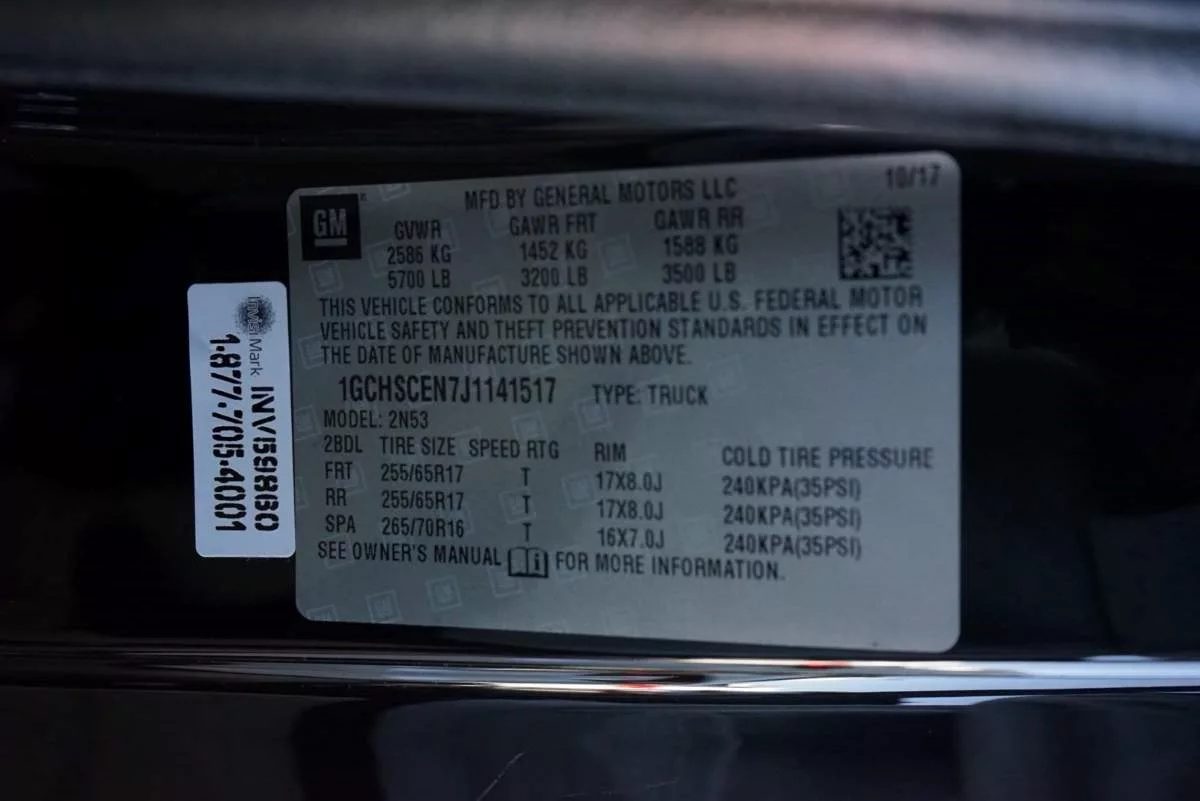 GM
MFD BY GENERAL MOTORS LLC 10/17
GVWR GAWR FRT GAWR RR
2586 KG 1452 KG 1588 KG
5700 LB 3200 LB 3500 LB
THIS VEHICLE CONFORMS TO ALL APPLICABLE U.S. FEDERAL MOTOR
VEHICLE SAFETY AND THEFT PREVENTION STANDARDS IN EFFECT ON
THE DATE OF MANUFACTURE SHOWN ABOVE.
1GCHSCEN7J1141517 TYPE: TRUCK
MODEL: 2N53
2BDL TIRE SIZE SPEED RTG RIM COLD TIRE PRESSURE
FRT 255/65R17 T 17X8.0J 240KPA(35PSI)
RR 255/65R17 T 17X8.0J 240KPA(35PSI)
SPA 265/70R16 T 16X7.0J 240KPA(35PSI)
SEE OWNER'S MANUAL i FOR MORE INFORMATION.
InVisiMark
INV59880
1-877-705-4001